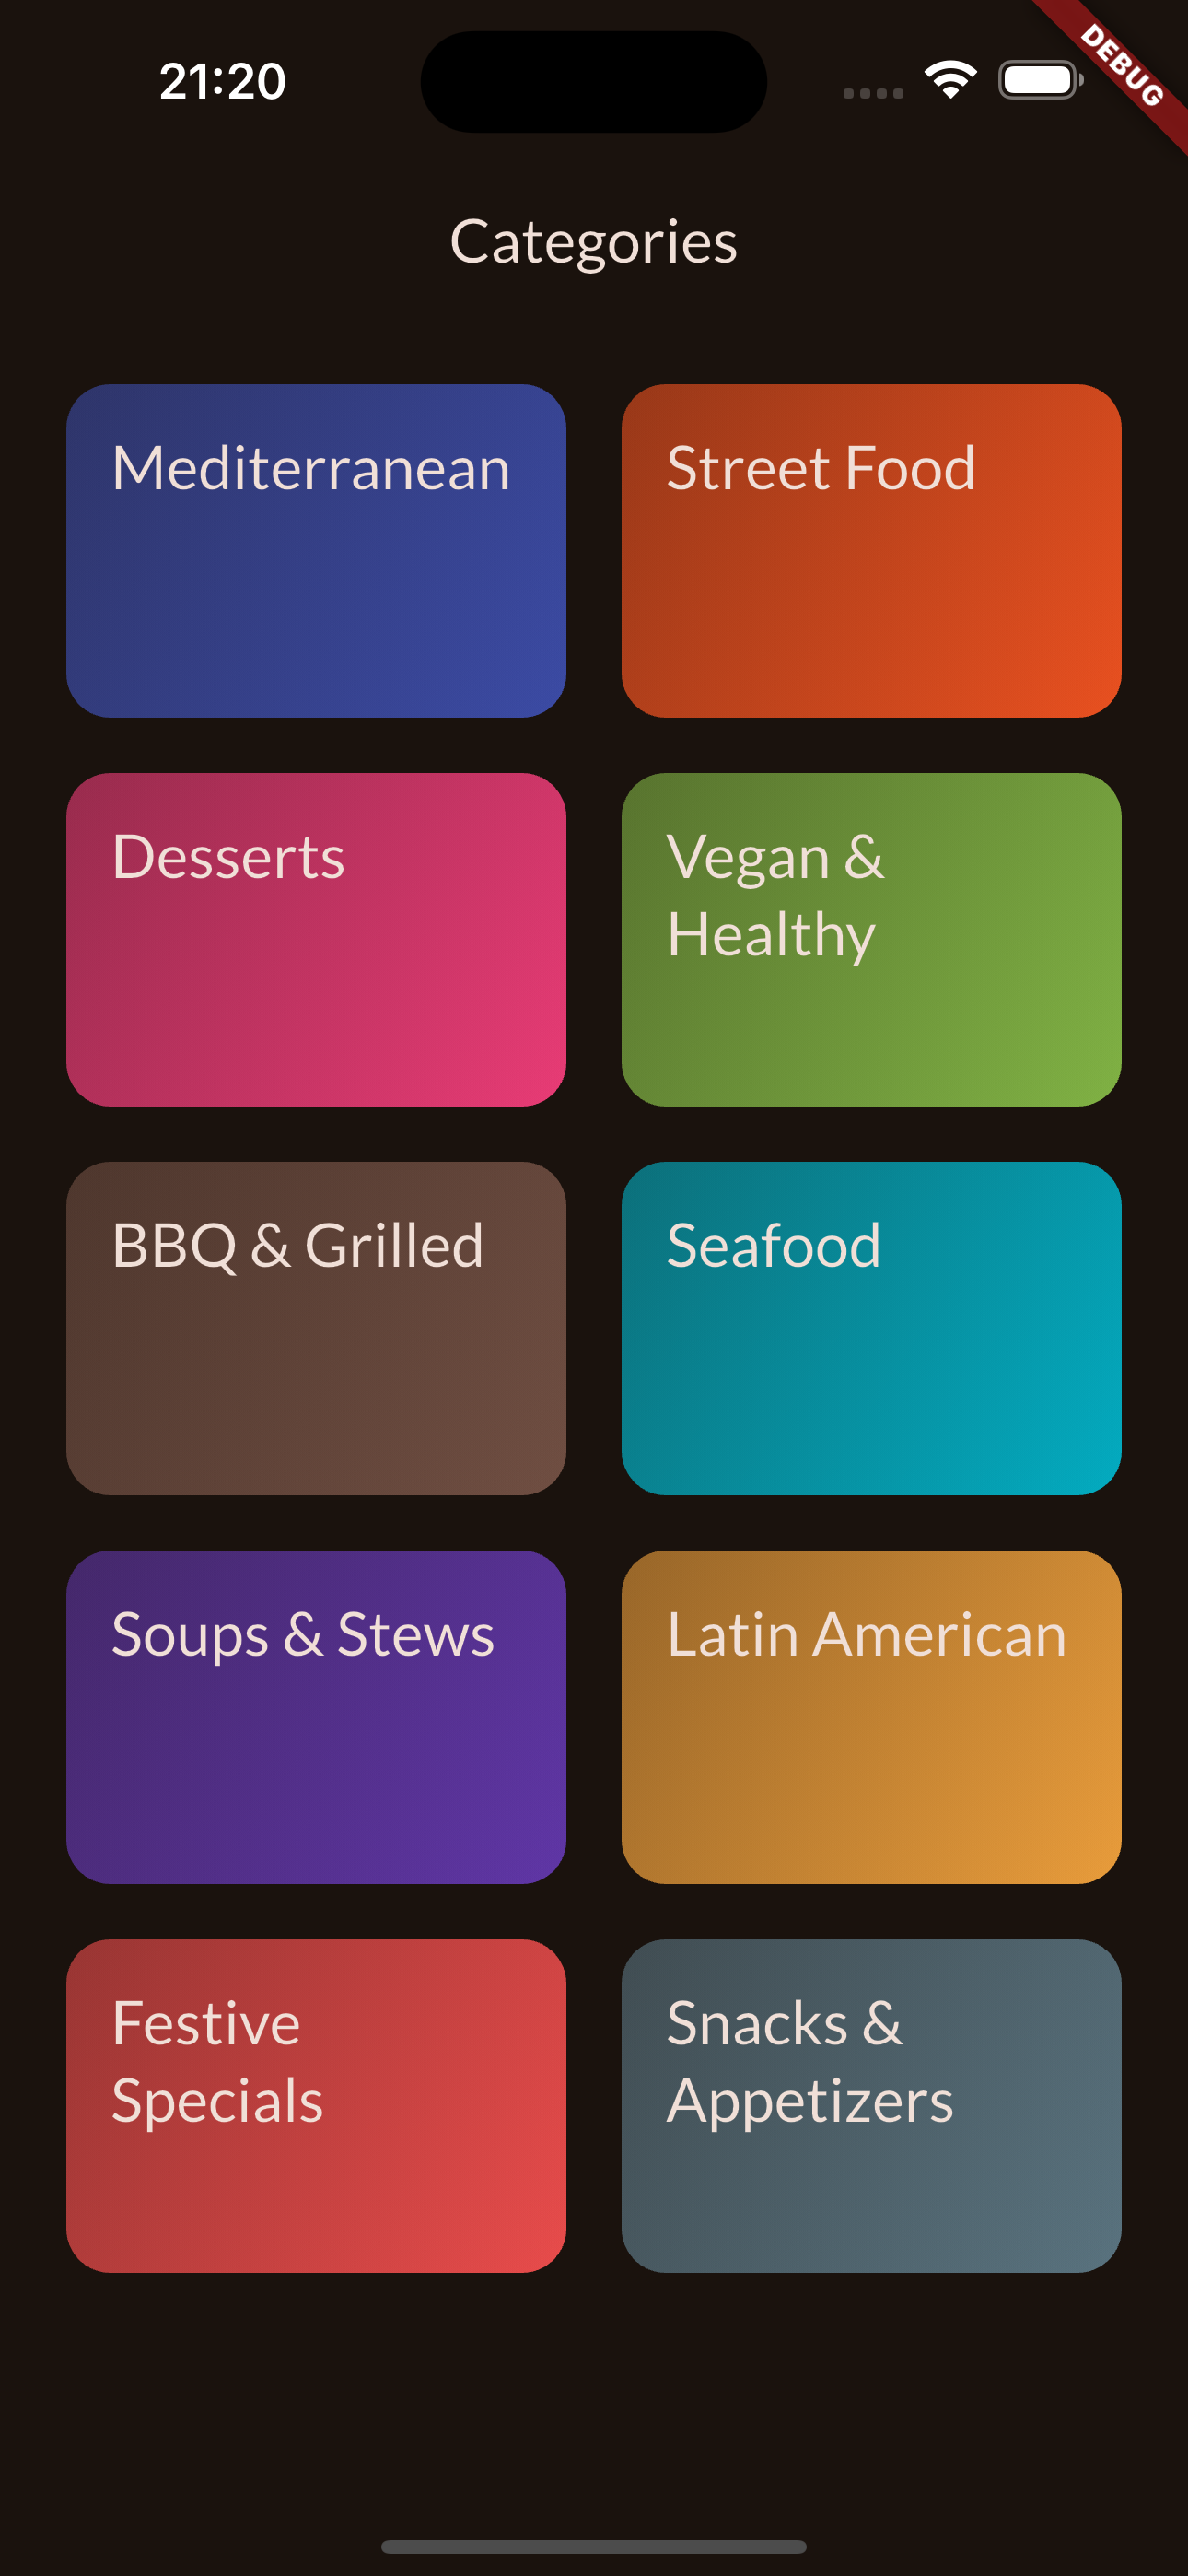 21:20
DEBUG
Categories
Mediterranean
Street Food
Desserts
Vegan &
Healthy
BBQ & Grilled
Seafood
Soups & Stews
Latin American
Festive
Specials
Snacks &
Appetizers